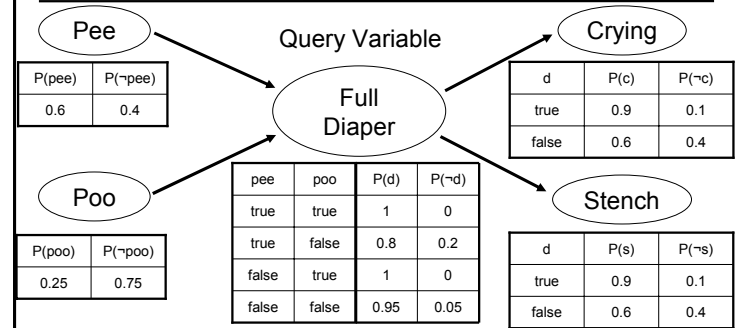 Pee
P(pee) P(¬pee)
0.6 0.4
Poo
P(poo) P(¬poo)
0.25 0.75
Query Variable
Full
Diaper
pee poo P(d) P(¬d)
true true 1 0
true false 0.8 0.2
false true 1 0
false false 0.95 0.05
Crying
d P(c) P(¬c)
true 0.9 0.1
false 0.6 0.4
Stench
d P(s) P(¬s)
true 0.9 0.1
false 0.6 0.4